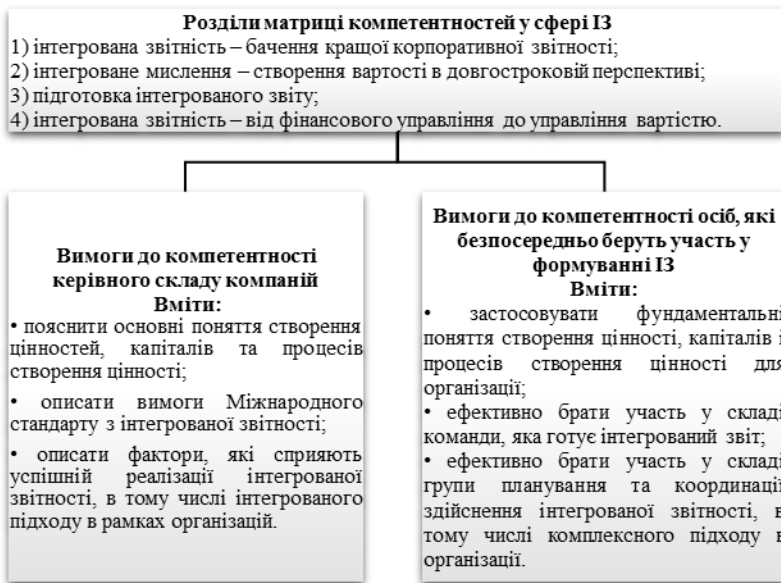 Розділи матриці компетентностей у сфері ІЗ
1) інтегрована звітність – бачення кращої корпоративної звітності;
2) інтегроване мислення – створення вартості в довгостроковій перспективі;
3) підготовка інтегрованого звіту;
4) інтегрована звітність – від фінансового управління до управління вартістю.
Вимоги до компетентності
керівного складу компаній
Вміти:
• пояснити основні поняття створення
цінностей, капіталів та процесів
створення цінності;
• описати вимоги Міжнародного
стандарту з інтегрованої звітності;
• описати фактори, які сприяють
успішній реалізації інтегрованої
звітності, в тому числі інтегрованого
підходу в рамках організацій.
Вимоги до компетентності осіб, які
безпосередньо беруть участь у
формуванні ІЗ
Вміти:
• застосовувати фундаментальні
поняття створення цінності, капіталів і
процесів створення цінності для
організації;
• ефективно брати участь у складі
команди, яка готує інтегрований звіт;
• ефективно брати участь у складі
групи планування та координації
здійснення інтегрованої звітності, в
тому числі комплексного підходу в
організації.